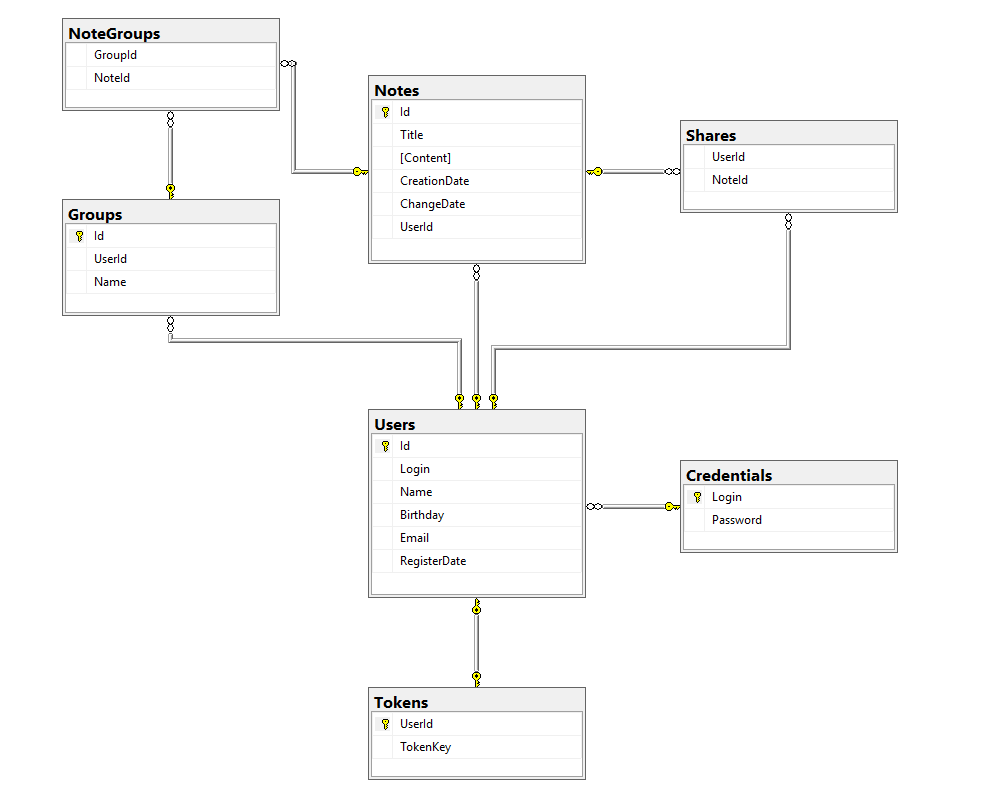 NoteGroups
GroupId
NoteId
Notes
Id
Title
[Content]
CreationDate
ChangeDate
UserId
Shares
UserId
NoteId
Groups
Id
UserId
Name
Users
Id
Login
Name
Birthday
Email
RegisterDate
Credentials
Login
Password
Tokens
UserId
TokenKey